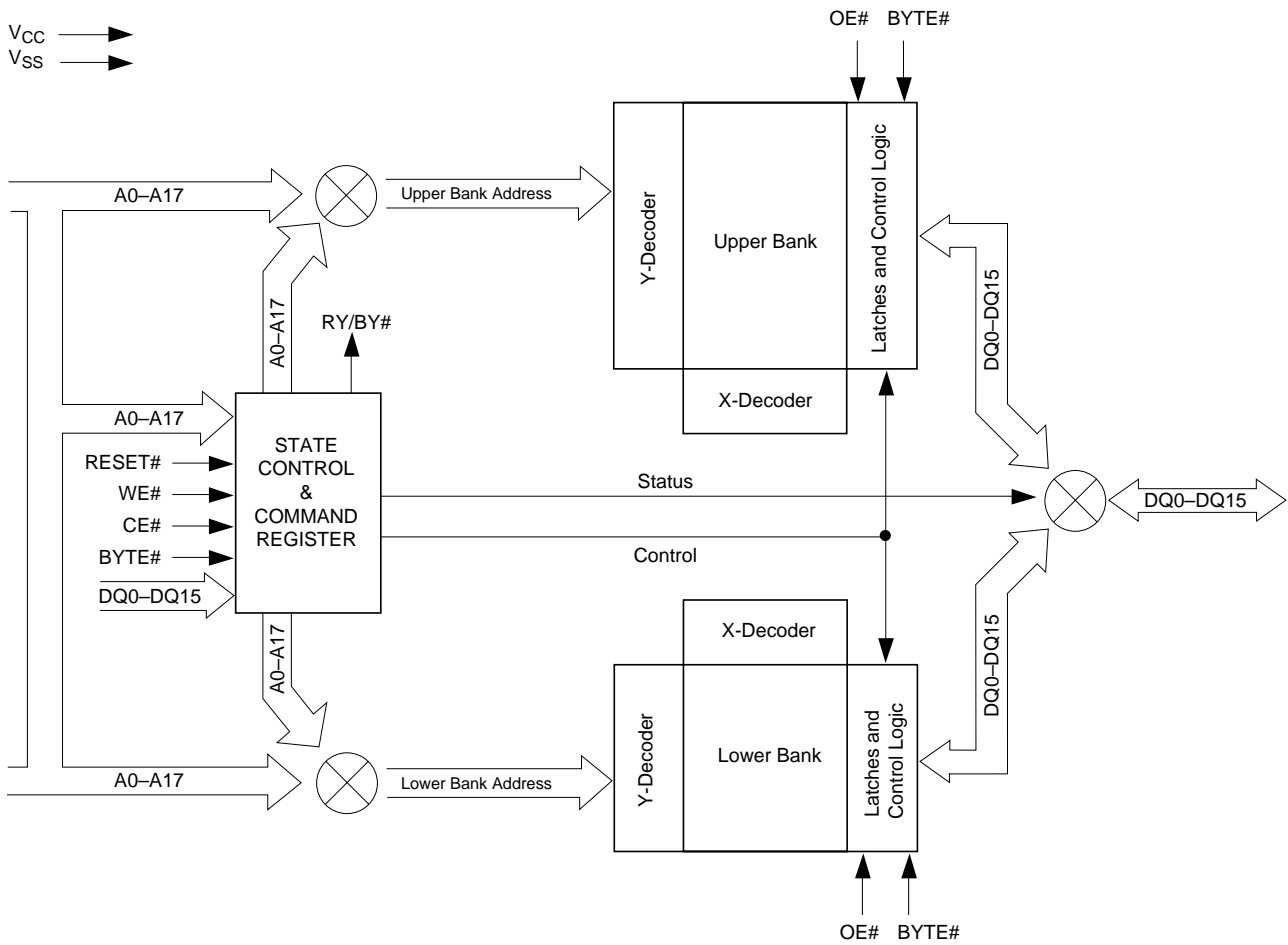 OE# BYTE#
VCC
VSS
A0–A17
Upper Bank Address
Y-Decoder
Upper Bank
Latches and Control Logic
DQ0–DQ15
A0–A17
RY/BY#
X-Decoder
A0–A17
STATE
CONTROL
&
COMMAND
REGISTER
RESET#
WE#
CE#
BYTE#
DQ0–DQ15
Status
Control
DQ0–DQ15
A0–A17
X-Decoder
A0–A17
Lower Bank Address
Y-Decoder
Lower Bank
Latches and
Control Logic
DQ0–DQ15
OE# BYTE#